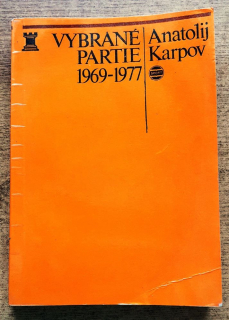 VYBRANÉ
PARTIE
1969-1977
Anatolij
Karpov